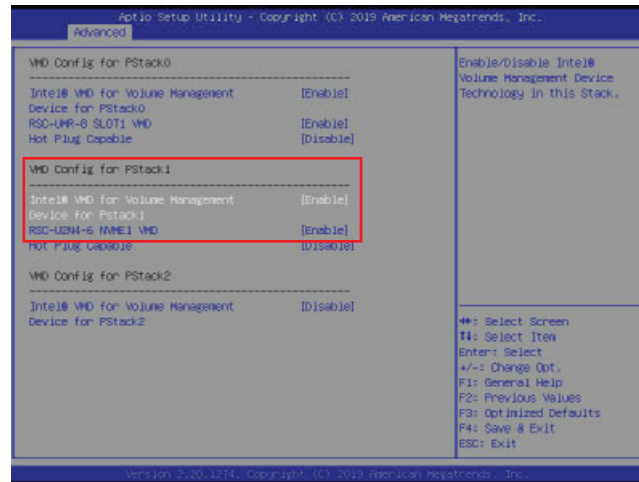 Aptio Setup Utility - Copyright (C) 2019 American Megatrends, Inc.
Advanced
VMD Config for PStack0
Intel® VMD for Volume Management [Enable]
Device for PStack0
RSC-UMR-8 SLOT1 VMD [Enable]
Hot Plug Capable [Disable]
VMD Config for PStack1
Intel® VMD for Volume Management [Enable]
Device for Pstack1
RSC-U2N4-6 NVME1 VMD [Enable]
Hot Plug Capable [Disable]
VMD Config for PStack2
Intel® VMD for Volume Management [Disable]
Device for PStack2
Enable/Disable Intel®
Volume Management Device
Technology in this Stack.
↔: Select Screen
↑↓: Select Item
Enter: Select
+/-: Change Opt.
F1: General Help
F2: Previous Values
F3: Optimized Defaults
F4: Save & Exit
ESC: Exit
Version 2.20.1274. Copyright (C) 2019 American Megatrends, Inc.